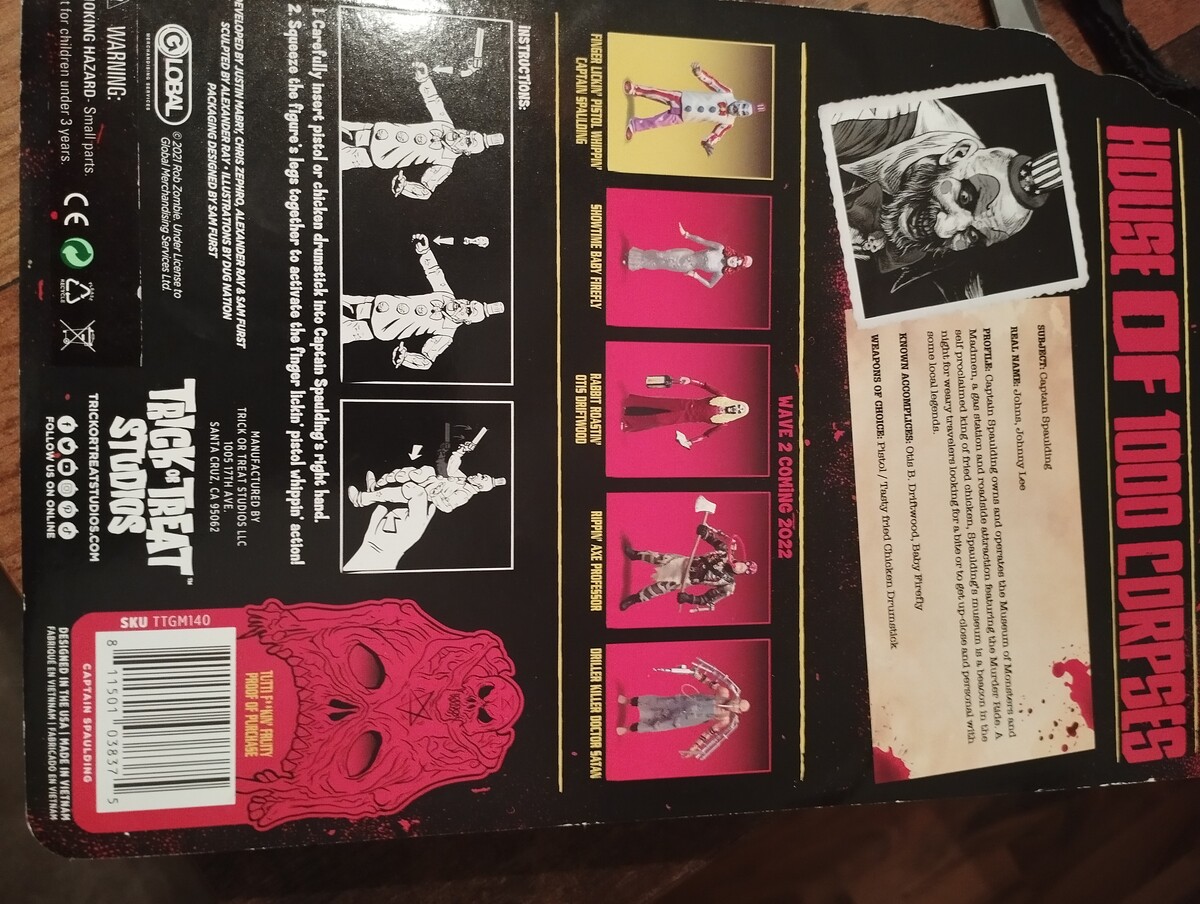 HOUSE OF 1000 CORPSES
SUBJECT: Captain Spaulding
REAL NAME: Johns, Johnny Lee
PROFILE: Captain Spaulding owns and operates the Museum of Monsters and
Madmen, a gas station and roadside attraction featuring the Murder Ride. A
self proclaimed king of fried chicken, Spaulding's museum is a beacon in the
night for weary travelers looking for a bite or to get up-close and personal with
some local legends.
KNOWN ACCOMPLICES: Otis B. Driftwood, Baby Firefly
WEAPONS OF CHOICE: Pistol / Tasty fried Chicken Drumstick
WAVE 2 COMING 2022
FINGER LICKIN' PISTOL WHIPPIN'
CAPTAIN SPAULDING
SHOWTIME BABY FIREFLY
RABBIT ROASTIN'
OTIS DRIFTWOOD
RIPPIN' AXE PROFESSOR
DRILLER KILLER DOCTOR SATAN
INSTRUCTIONS:
1. Carefully insert pistol or chicken drumstick into Captain Spaulding's right hand.
2. Squeeze the figure's legs together to activate the finger lickin' pistol whippin' action!
DEVELOPED BY JUSTIN MABRY, CHRIS ZEPHRO, ALEXANDER RAY & SAM FURST
SCULPTED BY ALEXANDER RAY • ILLUSTRATIONS BY DUG NATION
PACKAGING DESIGNED BY SAM FURST
GLOBAL
MERCHANDISING SERVICES
© 2021 Rob Zombie. Under License to
Global Merchandising Services Ltd.
WARNING:
OKING HAZARD- Small parts.
t for children under 3 years.
CE
RECYCLE
MANUFACTURED BY
TRICK OR TREAT STUDIOS LLC
1005 17TH AVE.
SANTA CRUZ, CA 95062
TRICK OR TREAT
STUDIOS™
TRICKORTREATSTUDIOS.COM
FOLLOW US ON ONLINE
TUTTI F**KIN' FRUITY
PROOF OF PURCHASE
SKU TTGM140
8 11501 03837 5
CAPTAIN SPAULDING
DESIGNED IN THE USA | MADE IN VIETNAM
FABRIQUÉ EN VIETNAM | FABRICADO EN VIETNAM